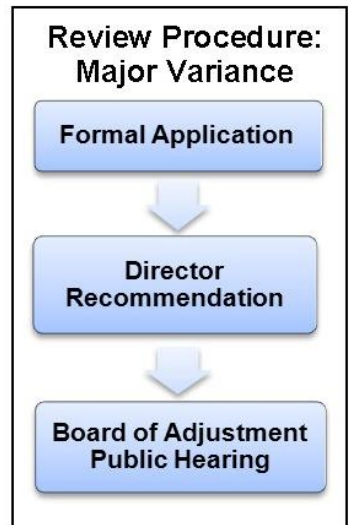 Review Procedure:
Major Variance
Formal Application
Director
Recommendation
Board of Adjustment
Public Hearing